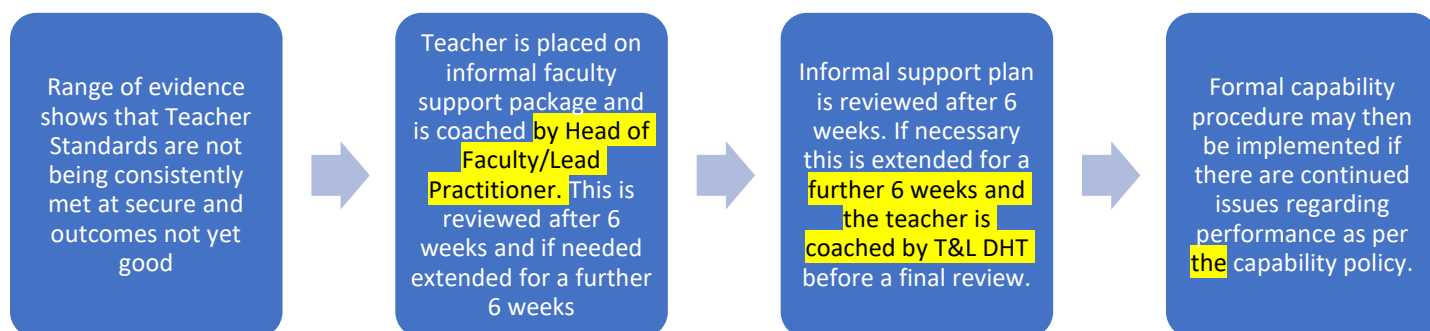 Range of evidence
shows that Teacher
Standards are not
being consistently
met at secure and
outcomes not yet
good
Teacher is placed on
informal faculty
support package and
is coached by Head of
Faculty/Lead
Practitioner. This is
reviewed after 6
weeks and if needed
extended for a further
6 weeks
Informal support plan
is reviewed after 6
weeks. If necessary
this is extended for a
further 6 weeks and
the teacher is
coached by T&L DHT
before a final review.
Formal capability
procedure may then
be implemented if
there are continued
issues regarding
performance as per
the capability policy.